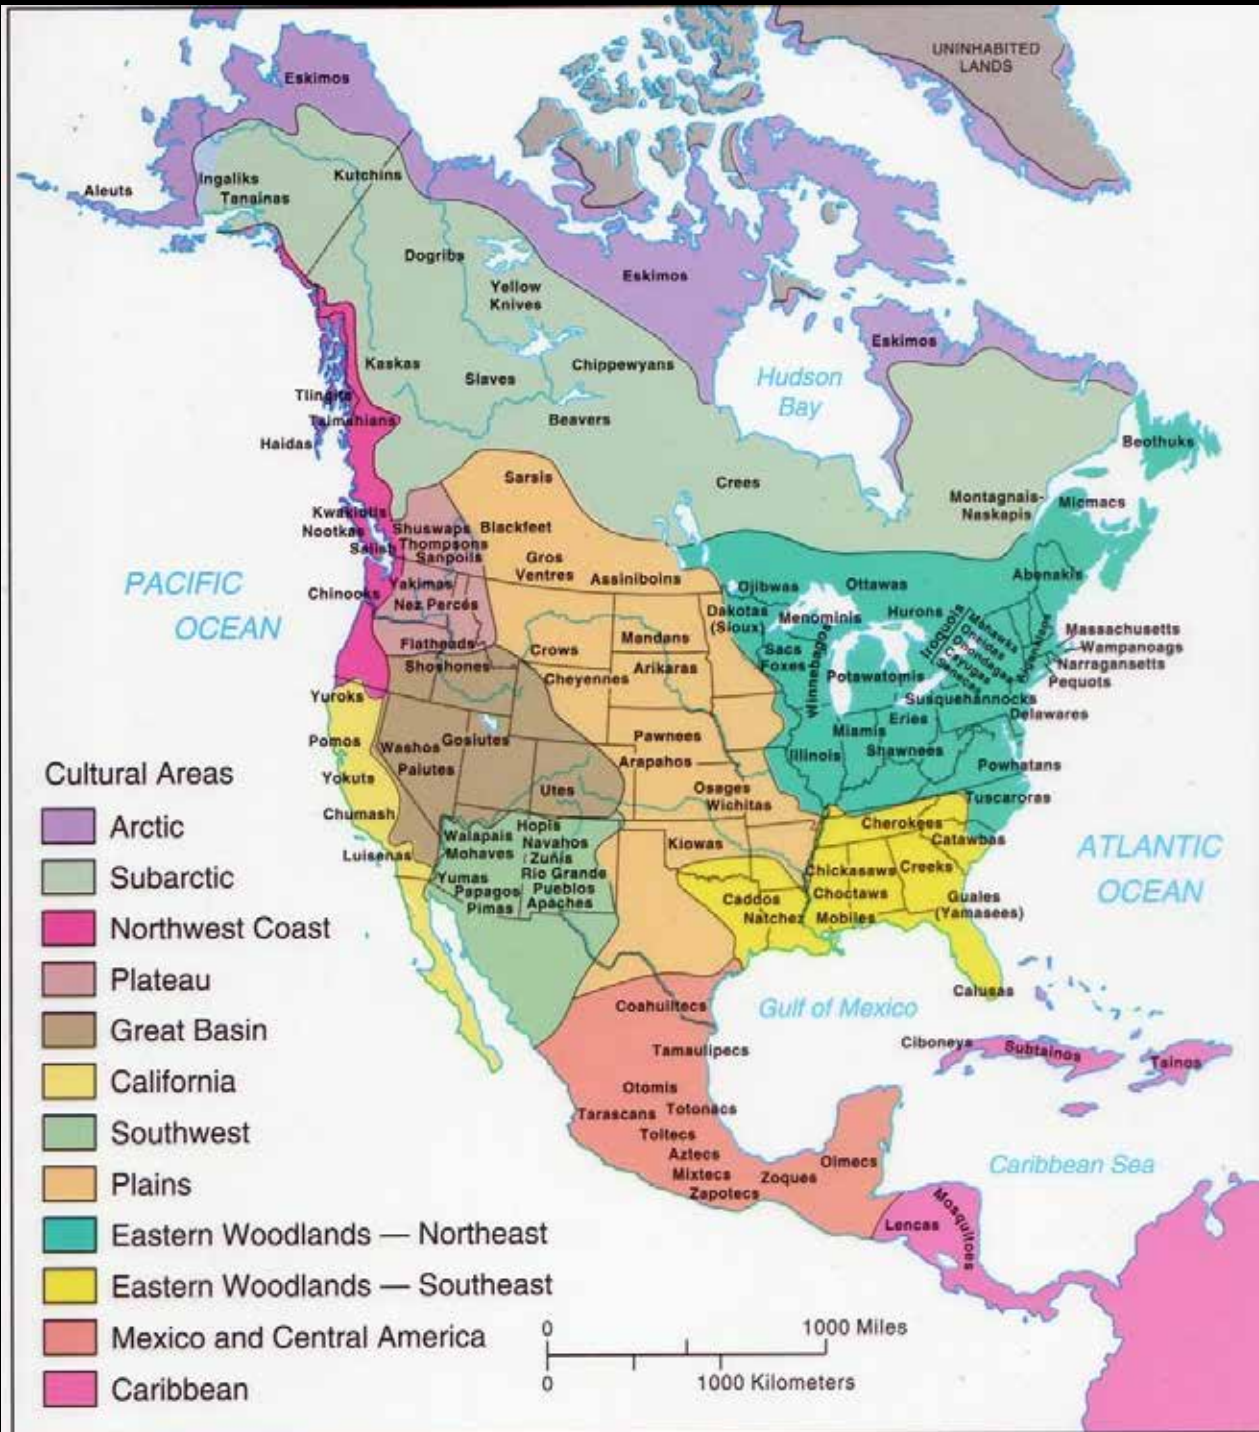 UNINHABITED
LANDS
Eskimos
Aleuts
Ingaliks
Tanainas
Kutchins
Dogribs
Yellow
Knives
Eskimos
Eskimos
Kaskas
Slaves
Chippewyans
Beavers
Hudson
Bay
Tlingits
Tsimshians
Haidas
Beothuks
Sarsis
Crees
Montagnais-
Naskapis
Micmacs
Kwakiutls
Nootkas
Salish
Shuswaps
Thompsons
Sanpoils
Blackfeet
Gros
Ventres
Assiniboins
PACIFIC
OCEAN
Chinooks
Yakimas
Nez Percés
Flatheads
Ojibwas
Ottawas
Abenakis
Dakotas
(Sioux)
Menominis
Hurons
Iroquois
Mohawks
Oneidas
Onondagas
Cayugas
Senecas
Massachusetts
Wampanoags
Narragansetts
Pequots
Crows
Mandans
Sacs
Foxes
Winnebagos
Potawatomis
Shoshones
Cheyennes
Arikaras
Susquehannocks
Delawares
Yuroks
Pomos
Washos
Gosiutes
Paiutes
Pawnees
Arapahos
Eries
Miamis
Illinois
Shawnees
Powhatans
Yokuts
Utes
Osages
Wichitas
Tuscaroras
Chumash
Luisenas
Walapais
Mohaves
Hopis
Navahos
Zuñis
Rio Grande
Pueblos
Apaches
Yumas
Papagos
Pimas
Kiowas
Cherokees
Catawbas
Chickasaws
Creeks
Caddos
Choctaws
Guales
(Yamasees)
Natchez
Mobiles
ATLANTIC
OCEAN
Calusas
Coahuiltecs
Gulf of Mexico
Tamaulipecs
Ciboneys
Subtainos
Tainos
Otomis
Tarascans
Totonacs
Toltecs
Aztecs
Mixtecs
Zapotecs
Zoques
Olmecs
Caribbean Sea
Lencas
Mosquitoes
Cultural Areas
Arctic
Subarctic
Northwest Coast
Plateau
Great Basin
California
Southwest
Plains
Eastern Woodlands — Northeast
Eastern Woodlands — Southeast
Mexico and Central America
Caribbean
0 1000 Miles
0 1000 Kilometers